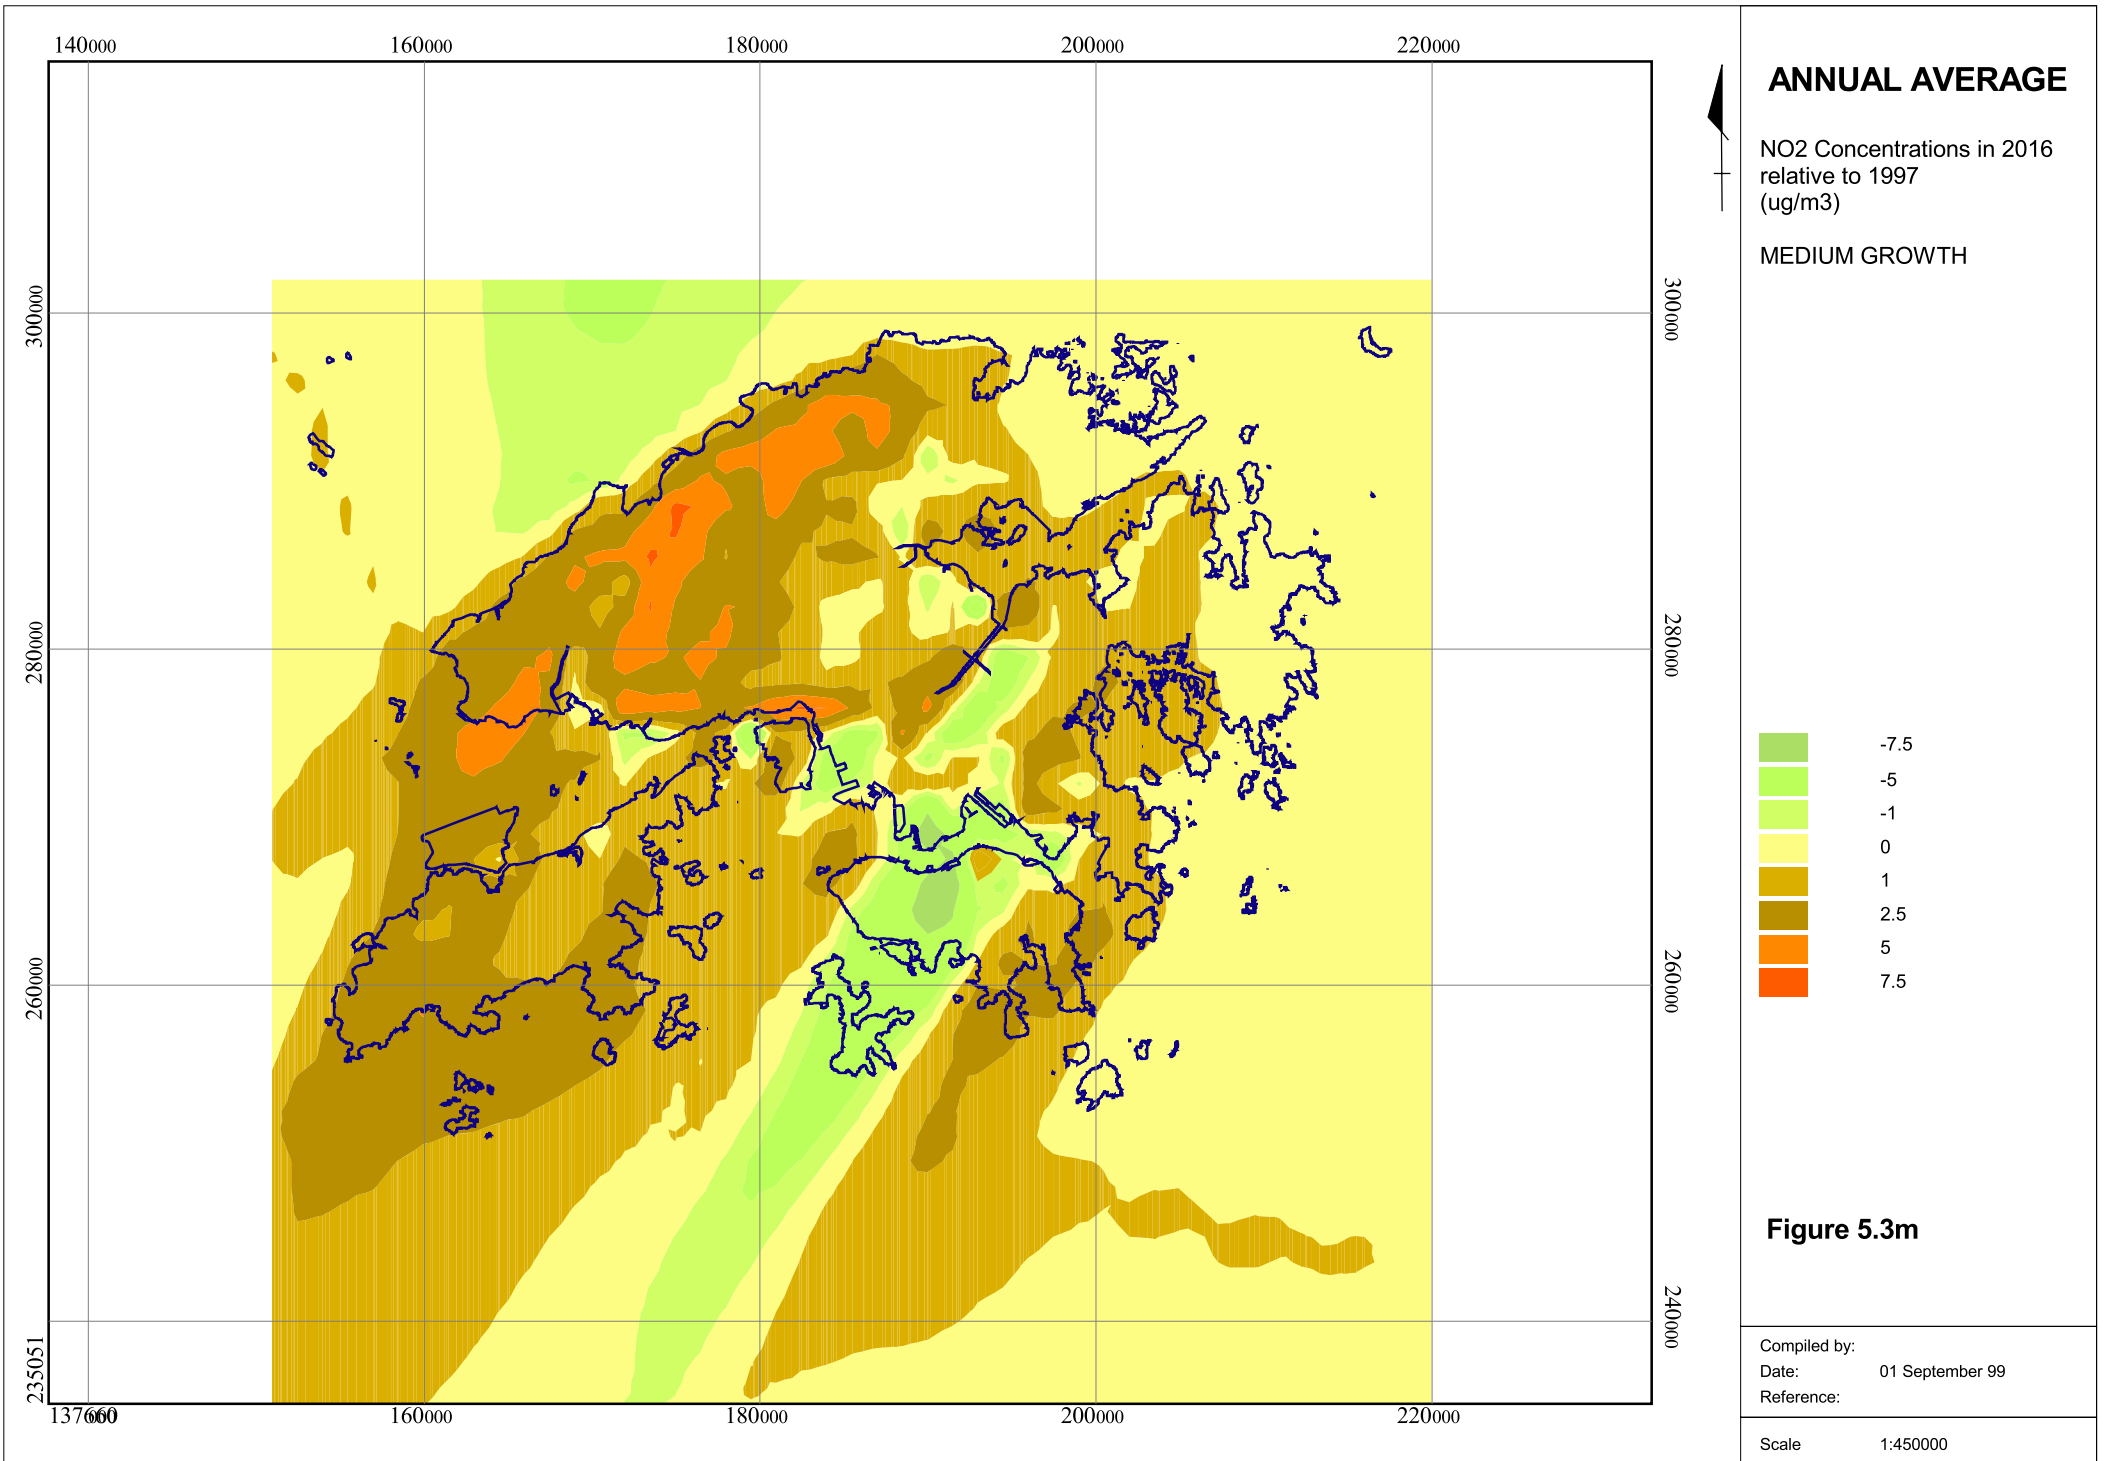 140000 160000 180000 200000 220000
ANNUAL AVERAGE
NO2 Concentrations in 2016
relative to 1997
(ug/m3)
MEDIUM GROWTH
300000 300000
280000 280000
-7.5
-5
-1
0
1
2.5
5
7.5
260000 260000
Figure 5.3m
240000
235051
Compiled by:
Date: 01 September 99
Reference:
160000 180000 200000 220000
137660
Scale 1:450000